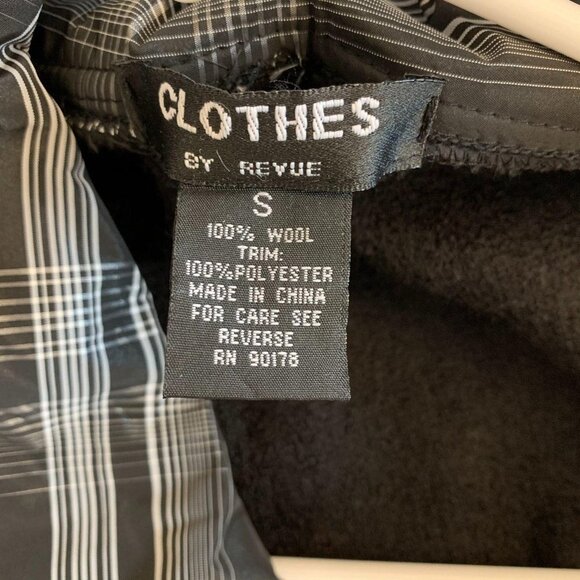 CLOTHES
BY REVUE
S
100% WOOL
TRIM:
100%POLYESTER
MADE IN CHINA
FOR CARE SEE
REVERSE
RN 90178